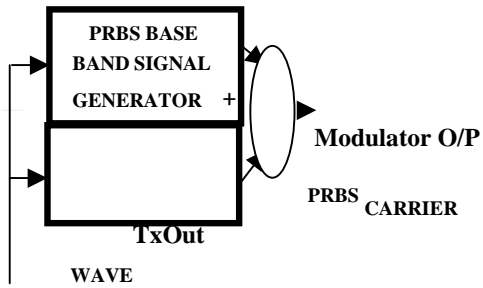 PRBS BASE
BAND SIGNAL
GENERATOR +
Modulator O/P
PRBS CARRIER
TxOut
WAVE